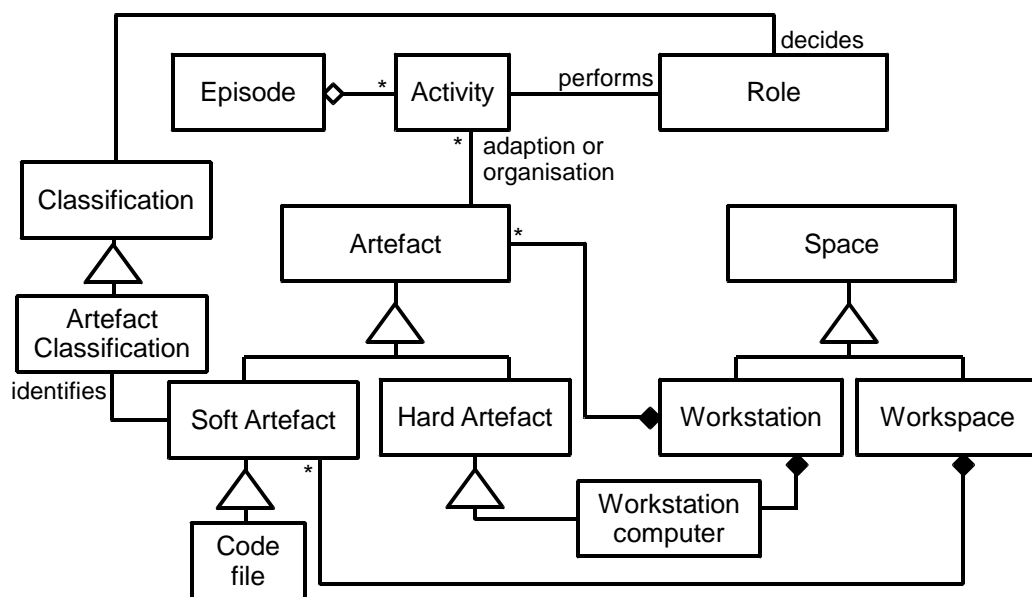 decides
Episode
*
Activity
performs
Role
*
adaption or
organisation
Classification
Artefact
*
Space
Artefact
Classification
identifies
Soft Artefact
Hard Artefact
Workstation
Workspace
*
Workstation
computer
Code
file